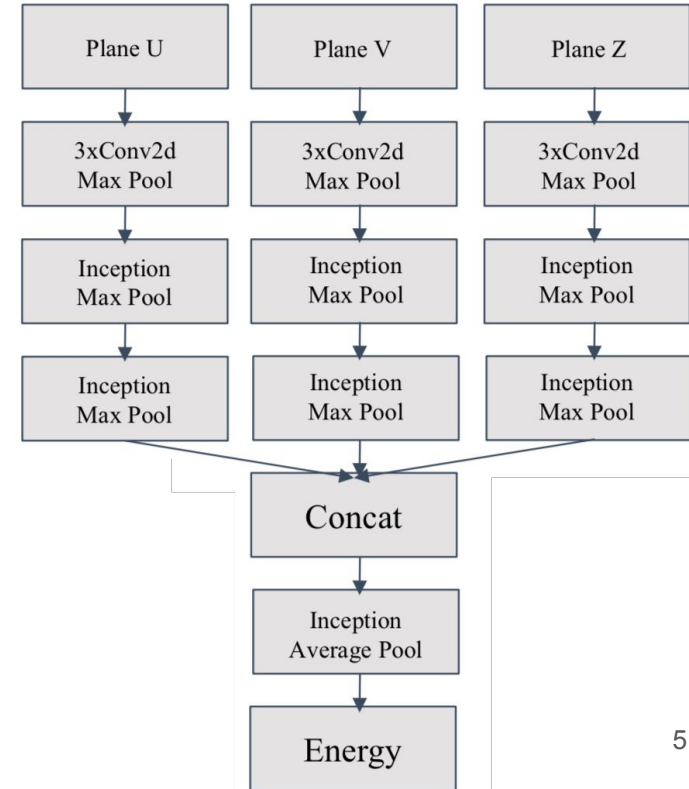 Plane U
Plane V
Plane Z
3xConv2d
Max Pool
3xConv2d
Max Pool
3xConv2d
Max Pool
Inception
Max Pool
Inception
Max Pool
Inception
Max Pool
Inception
Max Pool
Inception
Max Pool
Inception
Max Pool
Concat
Inception
Average Pool
Energy
5